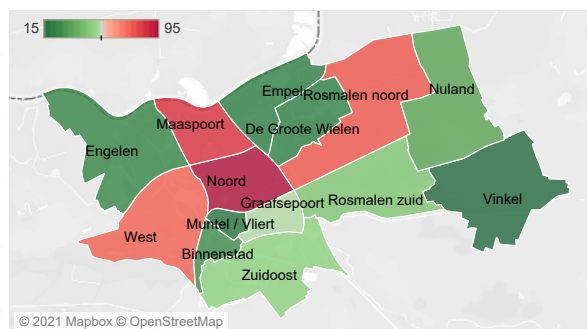 15 95
Empel
Rosmalen noord
Nuland
Maaspoort
De Groote Wielen
Engelen
Noord
Graafsepoort
Rosmalen zuid
Vinkel
Muntel / Vliert
West
Binnenstad
Zuidoost
© 2021 Mapbox © OpenStreetMap